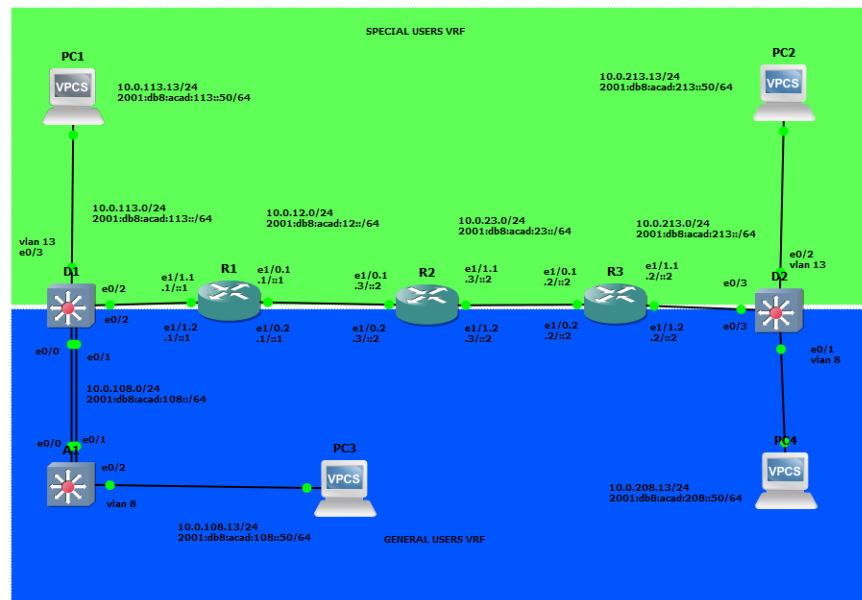 SPECIAL USERS VRF
PC1
VPCS
10.0.113.13/24
2001:db8:acad:113::50/64
PC2
VPCS
10.0.213.13/24
2001:db8:acad:213::50/64
10.0.113.0/24
2001:db8:acad:113::/64
10.0.12.0/24
2001:db8:acad:12::/64
10.0.23.0/24
2001:db8:acad:23::/64
10.0.213.0/24
2001:db8:acad:213::/64
vlan 13
e0/3
D1
e0/2
e0/2
e1/1.1
.1/::1
R1
e1/0.1
.1/::1
e1/0.1
.3/::2
R2
e1/1.1
.3/::2
e1/0.1
.2/::2
R3
e1/1.1
.2/::2
e0/3
e0/2
vlan 13
D2
e1/1.2
.1/::1
e1/0.2
.1/::1
e1/0.2
.3/::2
e1/1.2
.3/::2
e1/0.2
.2/::2
e1/1.2
.2/::2
e0/3
e0/1
vlan 8
e0/0
e0/1
10.0.108.0/24
2001:db8:acad:108::/64
e0/0
e0/1
A1
e0/2
vlan 8
PC3
VPCS
10.0.108.13/24
2001:db8:acad:108::50/64
PC4
VPCS
10.0.208.13/24
2001:db8:acad:208::50/64
GENERAL USERS VRF